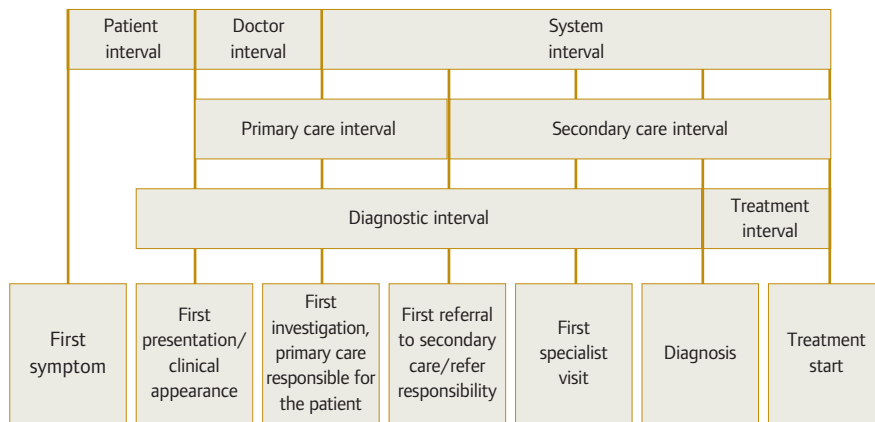 Patient
interval
Doctor
interval
System
interval
Primary care interval
Secondary care interval
Diagnostic interval
Treatment
interval
First
symptom
First
presentation/
clinical
appearance
First
investigation,
primary care
responsible for
the patient
First referral
to secondary
care/refer
responsibility
First
specialist
visit
Diagnosis
Treatment
start